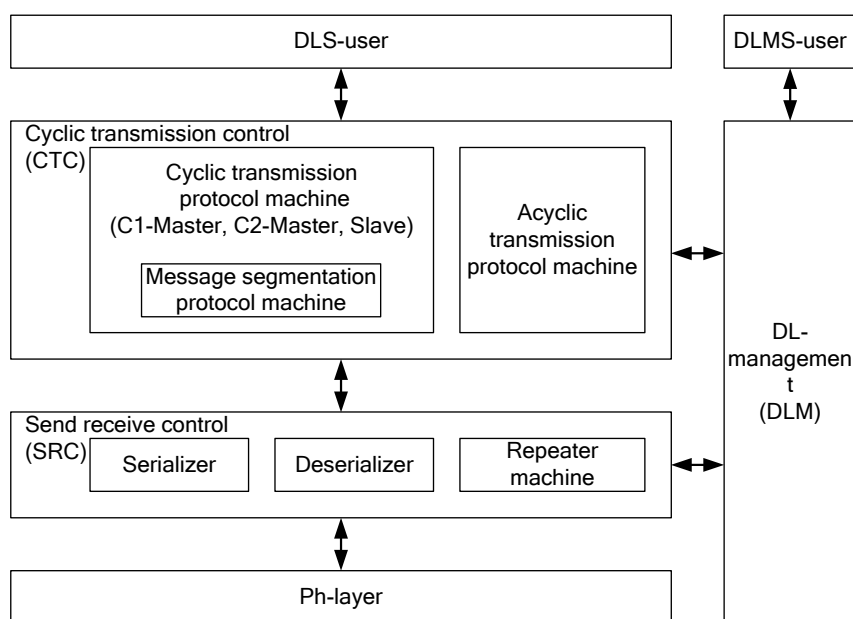 DLS-user
DLMS-user
Cyclic transmission control
(CTC)
Cyclic transmission
protocol machine
(C1-Master, C2-Master, Slave)
Message segmentation
protocol machine
Acyclic
transmission
protocol machine
DL-
managemen
t
(DLM)
Send receive control
(SRC)
Serializer
Deserializer
Repeater
machine
Ph-layer